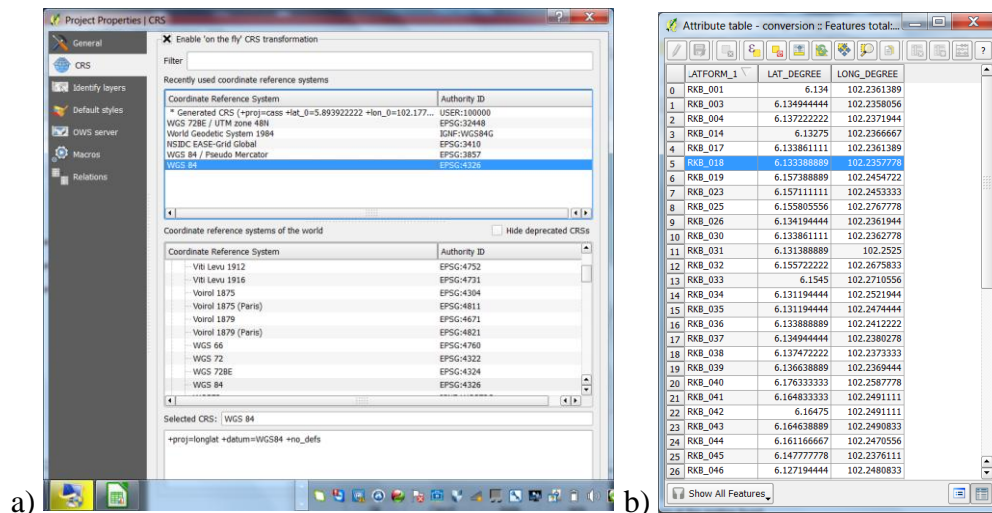 Project Properties | CRS
General
CRS
Identify layers
Default styles
OWS server
Macros
Relations
Enable 'on the fly' CRS transformation
Filter
Recently used coordinate reference systems
Coordinate Reference System Authority ID
* Generated CRS (+proj=cass +lat_0=5.893922222 +lon_0=102.177... USER:100000
WGS 72BE / UTM zone 48N EPSG:32448
World Geodetic System 1984 IGNF:WGS84G
NSIDC EASE-Grid Global EPSG:3410
WGS 84 / Pseudo Mercator EPSG:3857
WGS 84 EPSG:4326
Coordinate reference systems of the world Hide deprecated CRSs
Coordinate Reference System Authority ID
Viti Levu 1912 EPSG:4752
Viti Levu 1916 EPSG:4731
Voirol 1875 EPSG:4304
Voirol 1875 (Paris) EPSG:4811
Voirol 1879 EPSG:4671
Voirol 1879 (Paris) EPSG:4821
WGS 66 EPSG:4760
WGS 72 EPSG:4322
WGS 72BE EPSG:4324
WGS 84 EPSG:4326
Selected CRS: WGS 84
+proj=longlat +datum=WGS84 +no_defs
a)
Attribute table - conversion :: Features total:...
.ATFORM_1 LAT_DEGREE LONG_DEGREE
0 RKB_001 6.134 102.2361389
1 RKB_003 6.134944444 102.2358056
2 RKB_004 6.137222222 102.2371944
3 RKB_014 6.13275 102.2366667
4 RKB_017 6.133861111 102.2361389
5 RKB_018 6.133388889 102.2357778
6 RKB_019 6.157388889 102.2454722
7 RKB_023 6.157111111 102.2453333
8 RKB_025 6.155805556 102.2767778
9 RKB_026 6.134194444 102.2361944
10 RKB_030 6.133861111 102.2362778
11 RKB_031 6.131388889 102.2525
12 RKB_032 6.155722222 102.2675833
13 RKB_033 6.1545 102.2710556
14 RKB_034 6.131194444 102.2521944
15 RKB_035 6.131194444 102.2474444
16 RKB_036 6.133888889 102.2412222
17 RKB_037 6.134944444 102.2380278
18 RKB_038 6.137472222 102.2373333
19 RKB_039 6.136638889 102.2369444
20 RKB_040 6.176333333 102.2587778
21 RKB_041 6.164833333 102.2491111
22 RKB_042 6.16475 102.2491111
23 RKB_043 6.164638889 102.2490833
24 RKB_044 6.161166667 102.2470556
25 RKB_045 6.147777778 102.2376111
26 RKB_046 6.127194444 102.2480833
Show All Features
b)